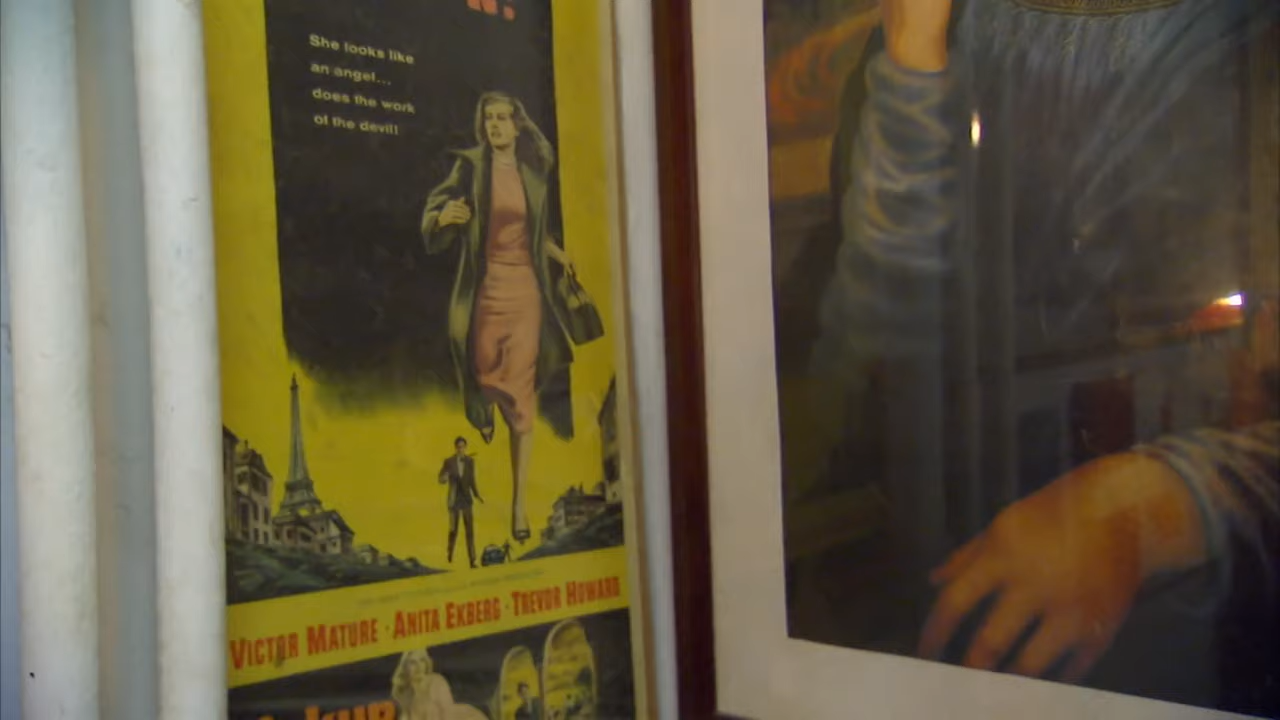 She looks like
an angel...
does the work
of the devil!
VICTOR MATURE · ANITA EKBERG · TREVOR HOWARD